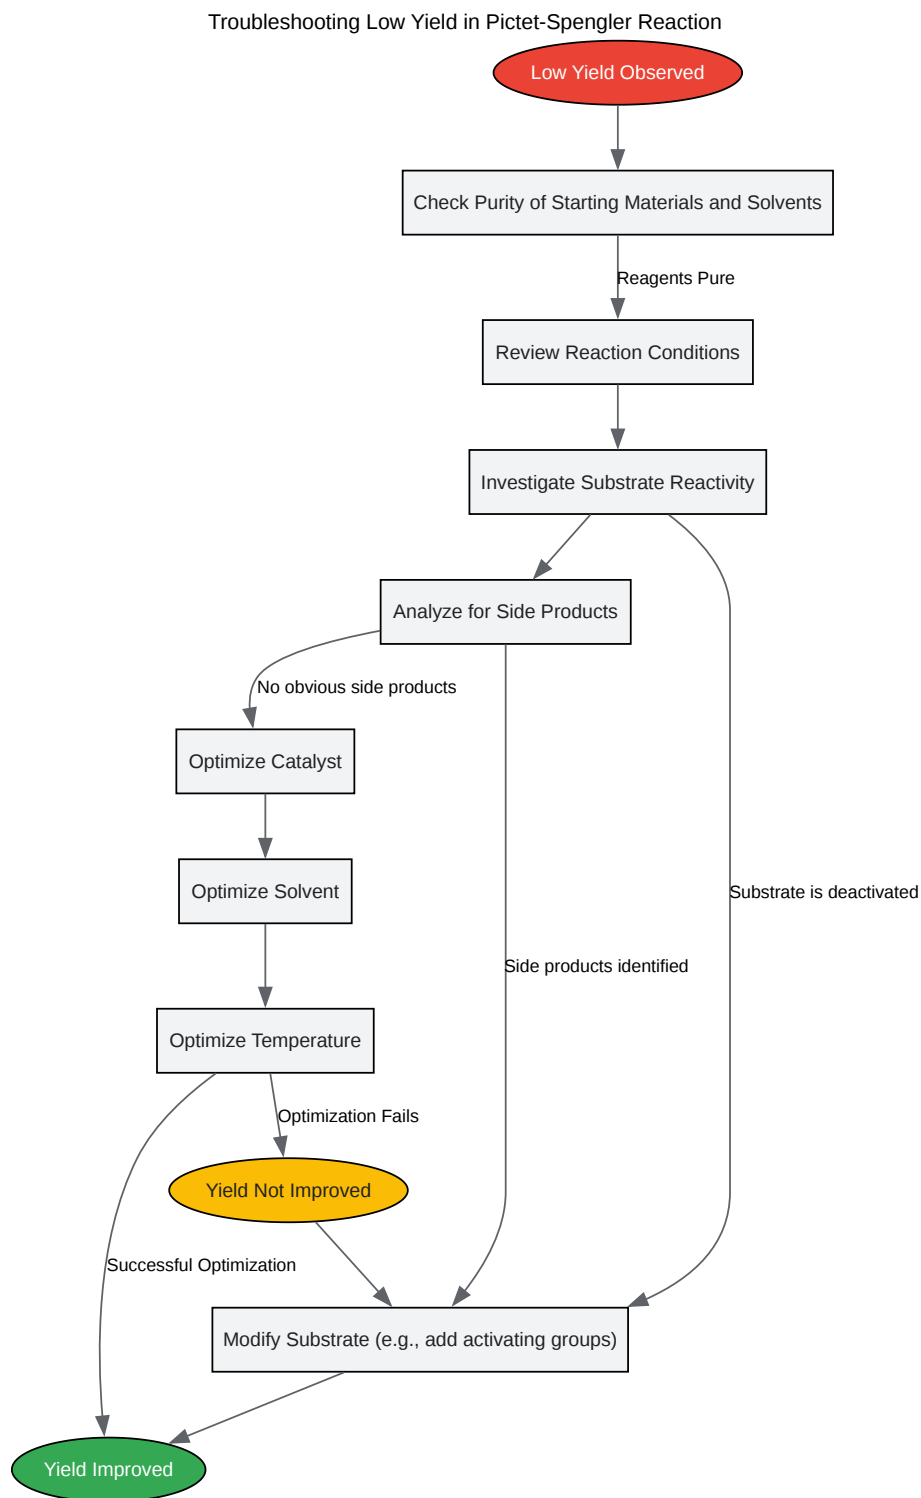 Troubleshooting Low Yield in Pictet-Spengler Reaction
Low Yield Observed
Check Purity of Starting Materials and Solvents
Reagents Pure
Review Reaction Conditions
Investigate Substrate Reactivity
Analyze for Side Products
No obvious side products
Optimize Catalyst
Optimize Solvent
Substrate is deactivated
Side products identified
Optimize Temperature
Optimization Fails
Yield Not Improved
Successful Optimization
Modify Substrate (e.g., add activating groups)
Yield Improved